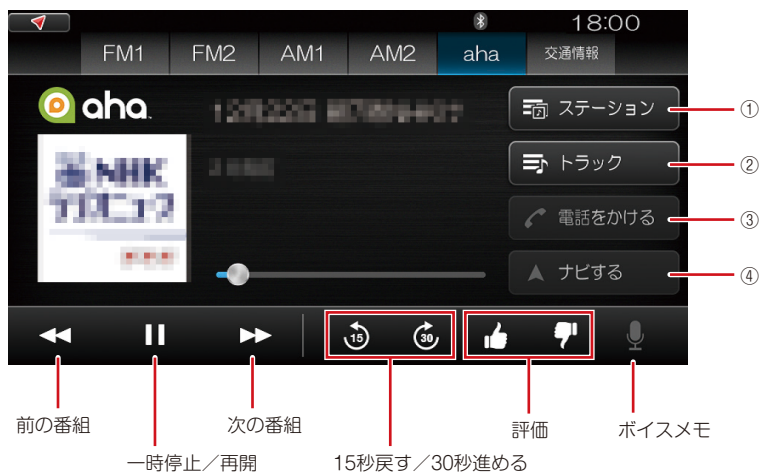 18:00
FM1 FM2 AM1 AM2 aha 交通情報
aha
ステーション ①
トラック ②
電話をかける ③
ナビする ④
15 30
前の番組 次の番組 評価 ボイスメモ
一時停止／再開 15秒戻す／30秒進める